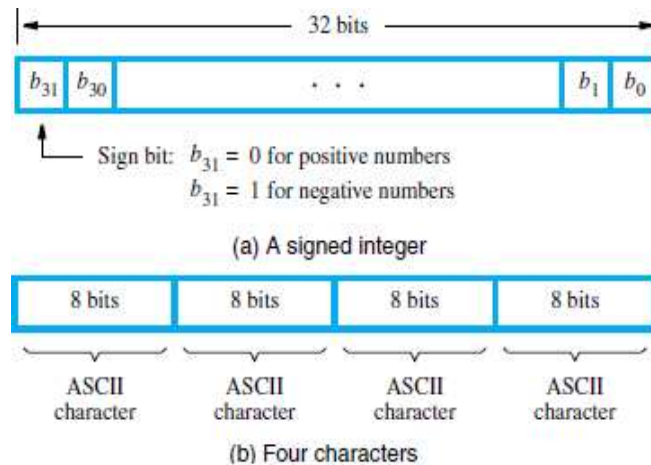 32 bits
b31 b30 . . . b1 b0
Sign bit: b31 = 0 for positive numbers
b31 = 1 for negative numbers
(a) A signed integer
8 bits 8 bits 8 bits 8 bits
ASCII ASCII ASCII ASCII
character character character character
(b) Four characters